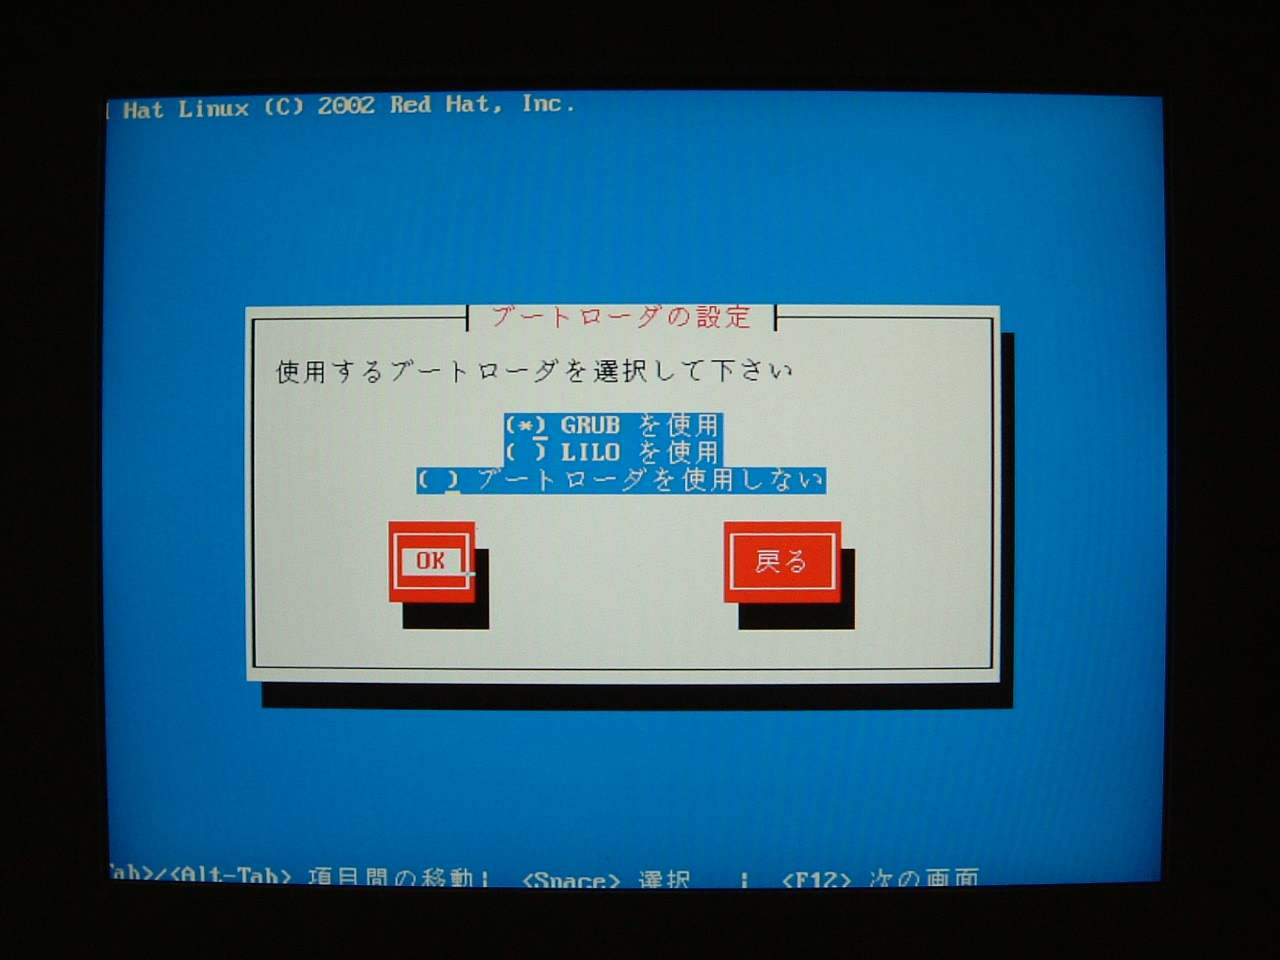 Hat Linux (C) 2002 Red Hat, Inc.
ブートローダの設定
使用するブートローダを選択して下さい
(*) GRUB を使用
( ) LILO を使用
( ) ブートローダを使用しない
OK
戻る
Tab>/<Alt-Tab> 項目間の移動| <Space> 選択 | <F12> 次の画面